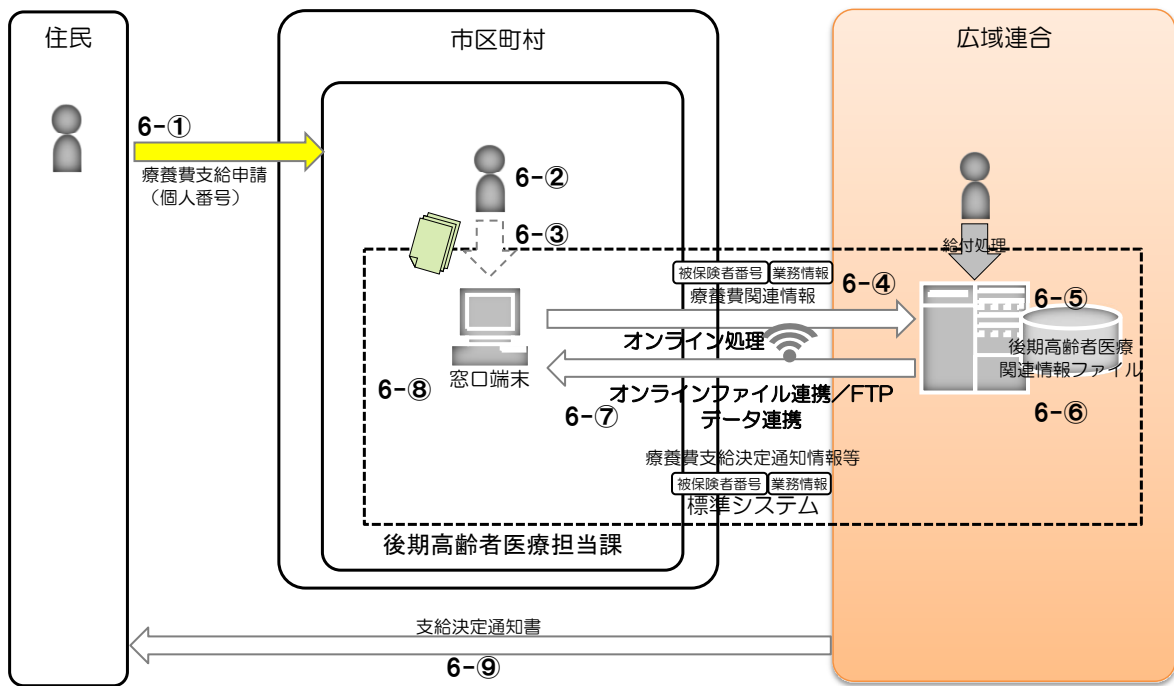 住民
市区町村
広域連合
6-①
療養費支給申請
(個人番号)
6-②
6-③
給付処理
被保険者番号 業務情報
療養費関連情報
6-④
6-⑤
オンライン処理
後期高齢者医療
関連情報ファイル
窓口端末
6-⑧
オンラインファイル連携/FTP
データ連携
6-⑦
6-⑥
療養費支給決定通知情報等
被保険者番号 業務情報
標準システム
後期高齢者医療担当課
支給決定通知書
6-⑨